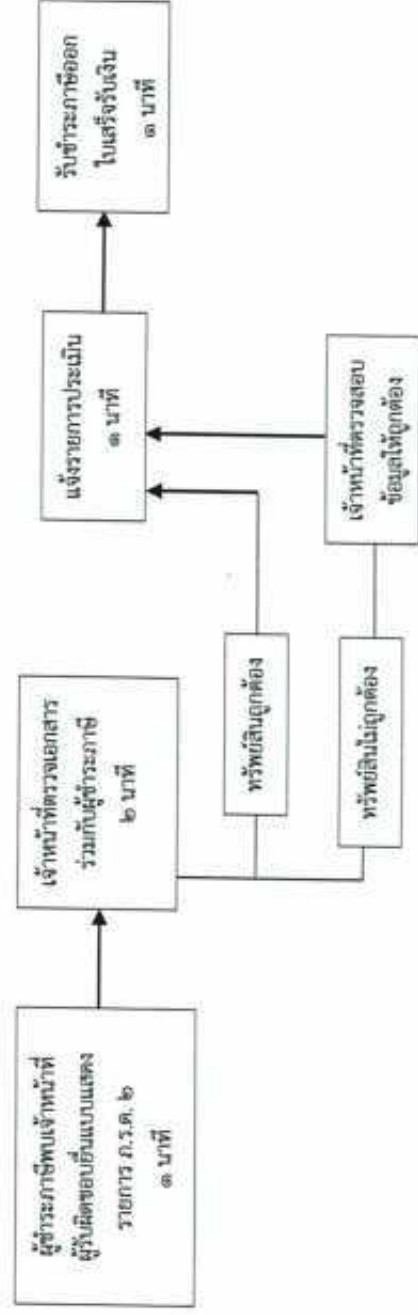 ผู้ชำระภาษีพบเจ้าหน้าที่
ผู้รับผิดชอบยื่นแบบแสดง
รายการ ภ.ร.ด. ๒
๑ นาที
เจ้าหน้าที่ตรวจเอกสาร
ร่วมกับผู้ชำระภาษี
๒ นาที
ทรัพย์สินถูกต้อง
ทรัพย์สินไม่ถูกต้อง
เจ้าหน้าที่ตรวจสอบ
ข้อมูลให้ถูกต้อง
แจ้งรายการประเมิน
๑ นาที
รับชำระภาษีออก
ใบเสร็จรับเงิน
๑ นาที